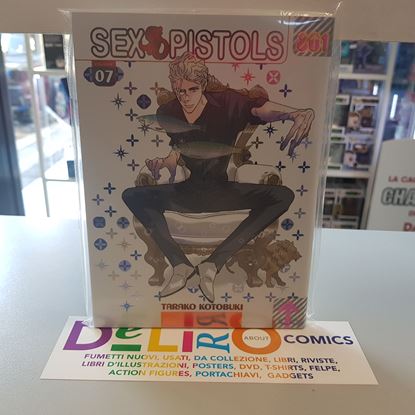 SEX PISTOLS
801
07
TARAKO KOTOBUKI
LA CA
CHA
DELIRO
ABOUT
COMICS
FUMETTI NUOVI, USATI, DA COLLEZIONE, LIBRI, RIVISTE,
LIBRI D'ILLUSTRAZIONI, POSTERS, DVD, T-SHIRTS, FELPE,
ACTION FIGURES, PORTACHIAVI, GADGETS